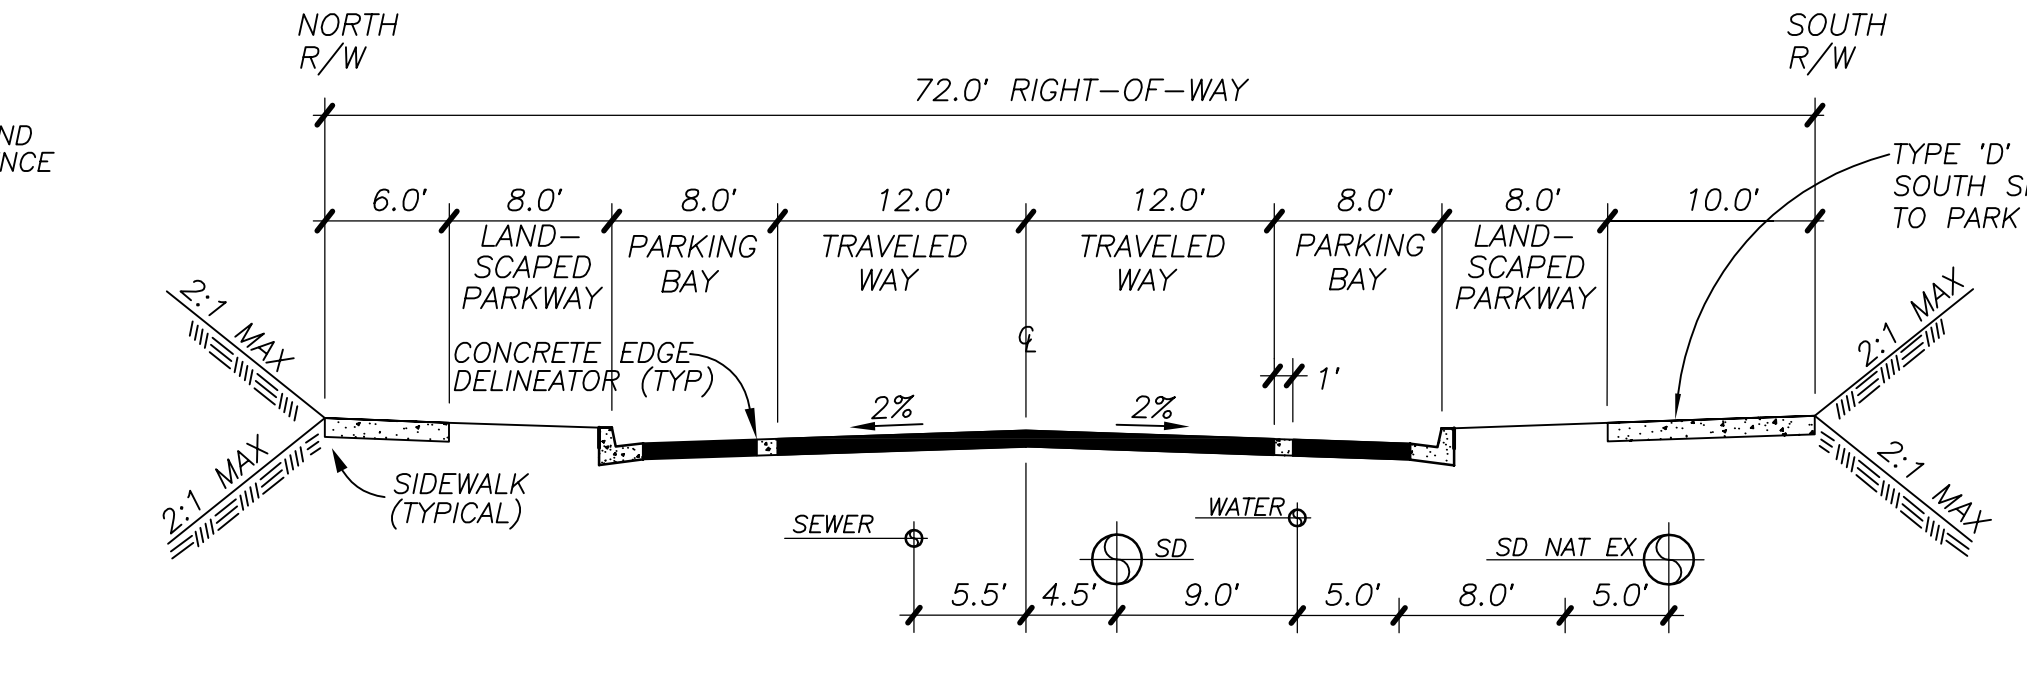 NORTH
R/W
SOUTH
R/W
72.0' RIGHT-OF-WAY
ND
NCE
TYPE 'D'
SOUTH
TO PARK
6.0'
8.0'
8.0'
12.0'
12.0'
8.0'
8.0'
10.0'
LAND-
SCAPED
PARKWAY
PARKING
BAY
TRAVELED
WAY
TRAVELED
WAY
PARKING
BAY
LAND-
SCAPED
PARKWAY
2:1 MAX
2:1 MAX
℄
CONCRETE EDGE
DELINEATOR (TYP)
1'
2%
2%
2:1 MAX
2:1 MAX
SIDEWALK
(TYPICAL)
SEWER
WATER
SD
SD NAT EX
5.5'
4.5'
9.0'
5.0'
8.0'
5.0'